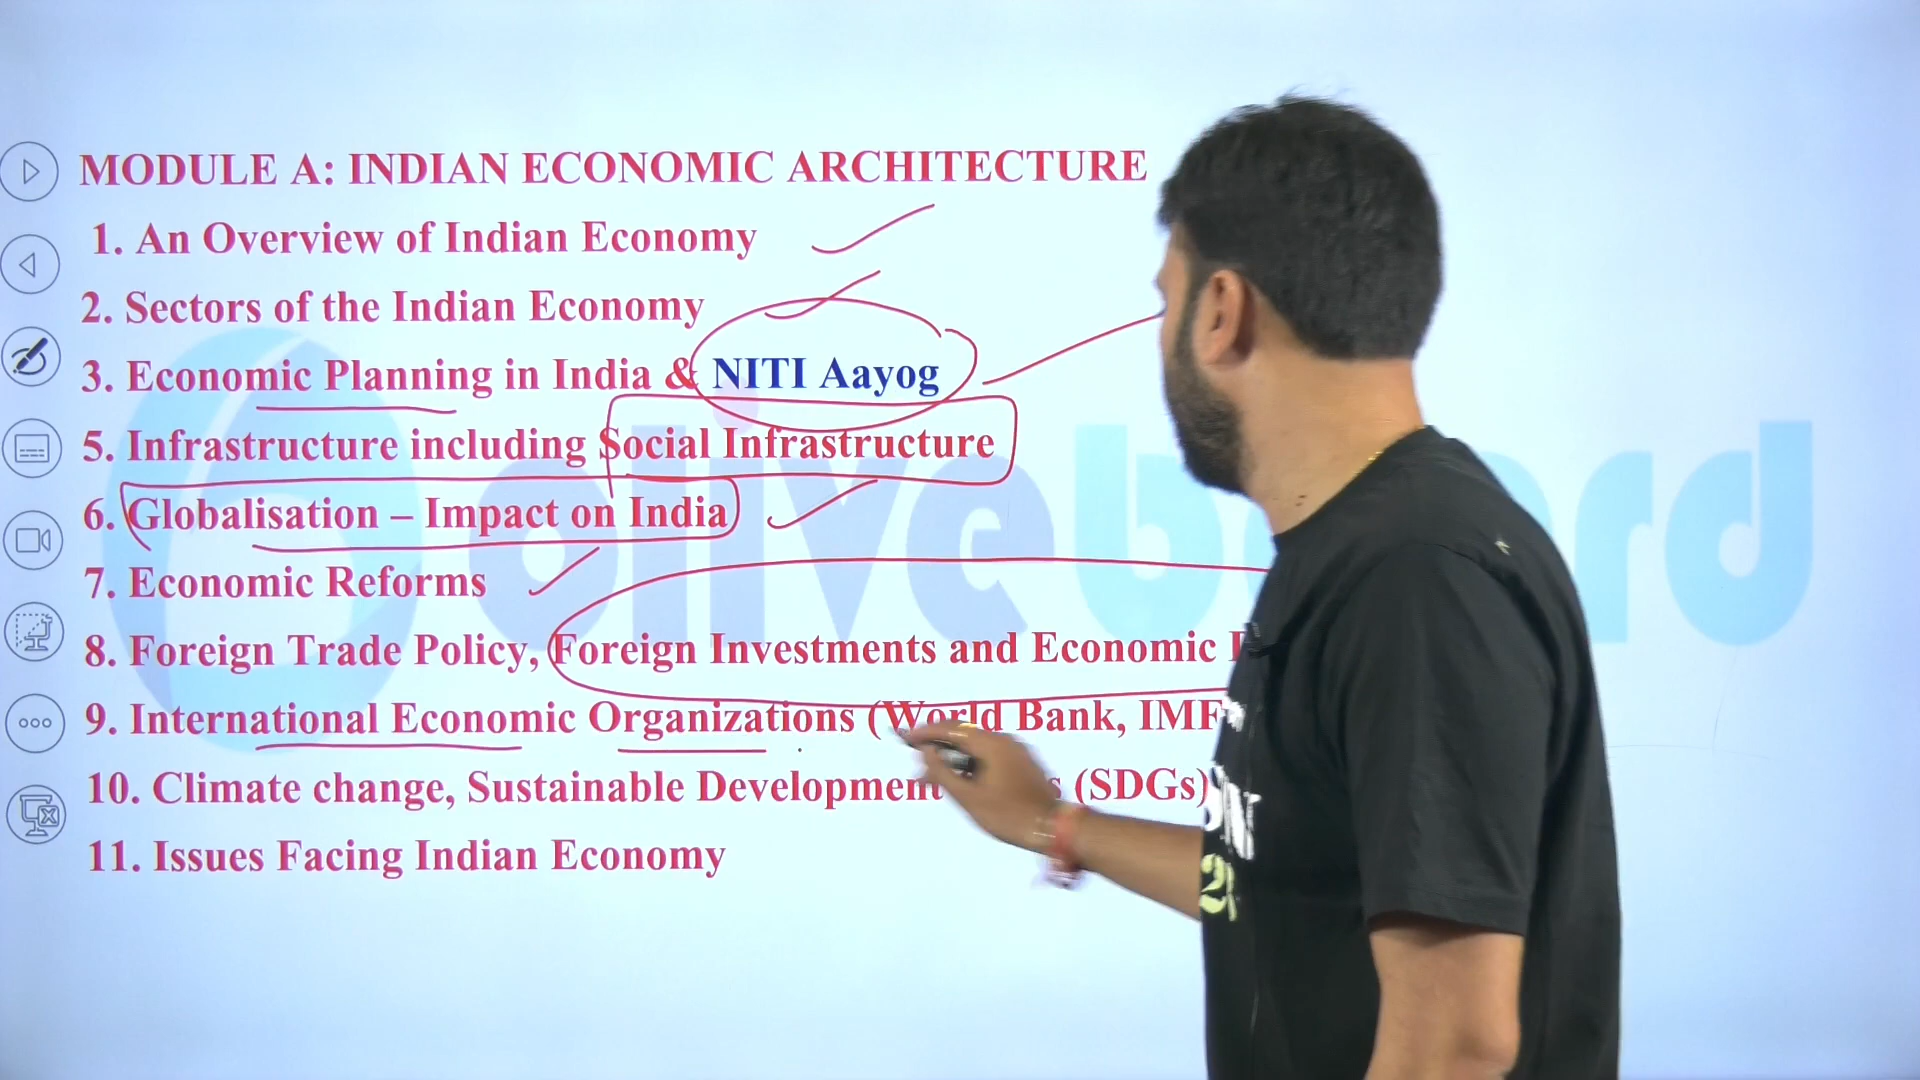 MODULE A: INDIAN ECONOMIC ARCHITECTURE
1. An Overview of Indian Economy
2. Sectors of the Indian Economy
3. Economic Planning in India & NITI Aayog
5. Infrastructure including Social Infrastructure
6. Globalisation – Impact on India
7. Economic Reforms
8. Foreign Trade Policy, Foreign Investments and Economic
9. International Economic Organizations (World Bank, IMF
10. Climate change, Sustainable Development (SDGs)
11. Issues Facing Indian Economy
oliveboard